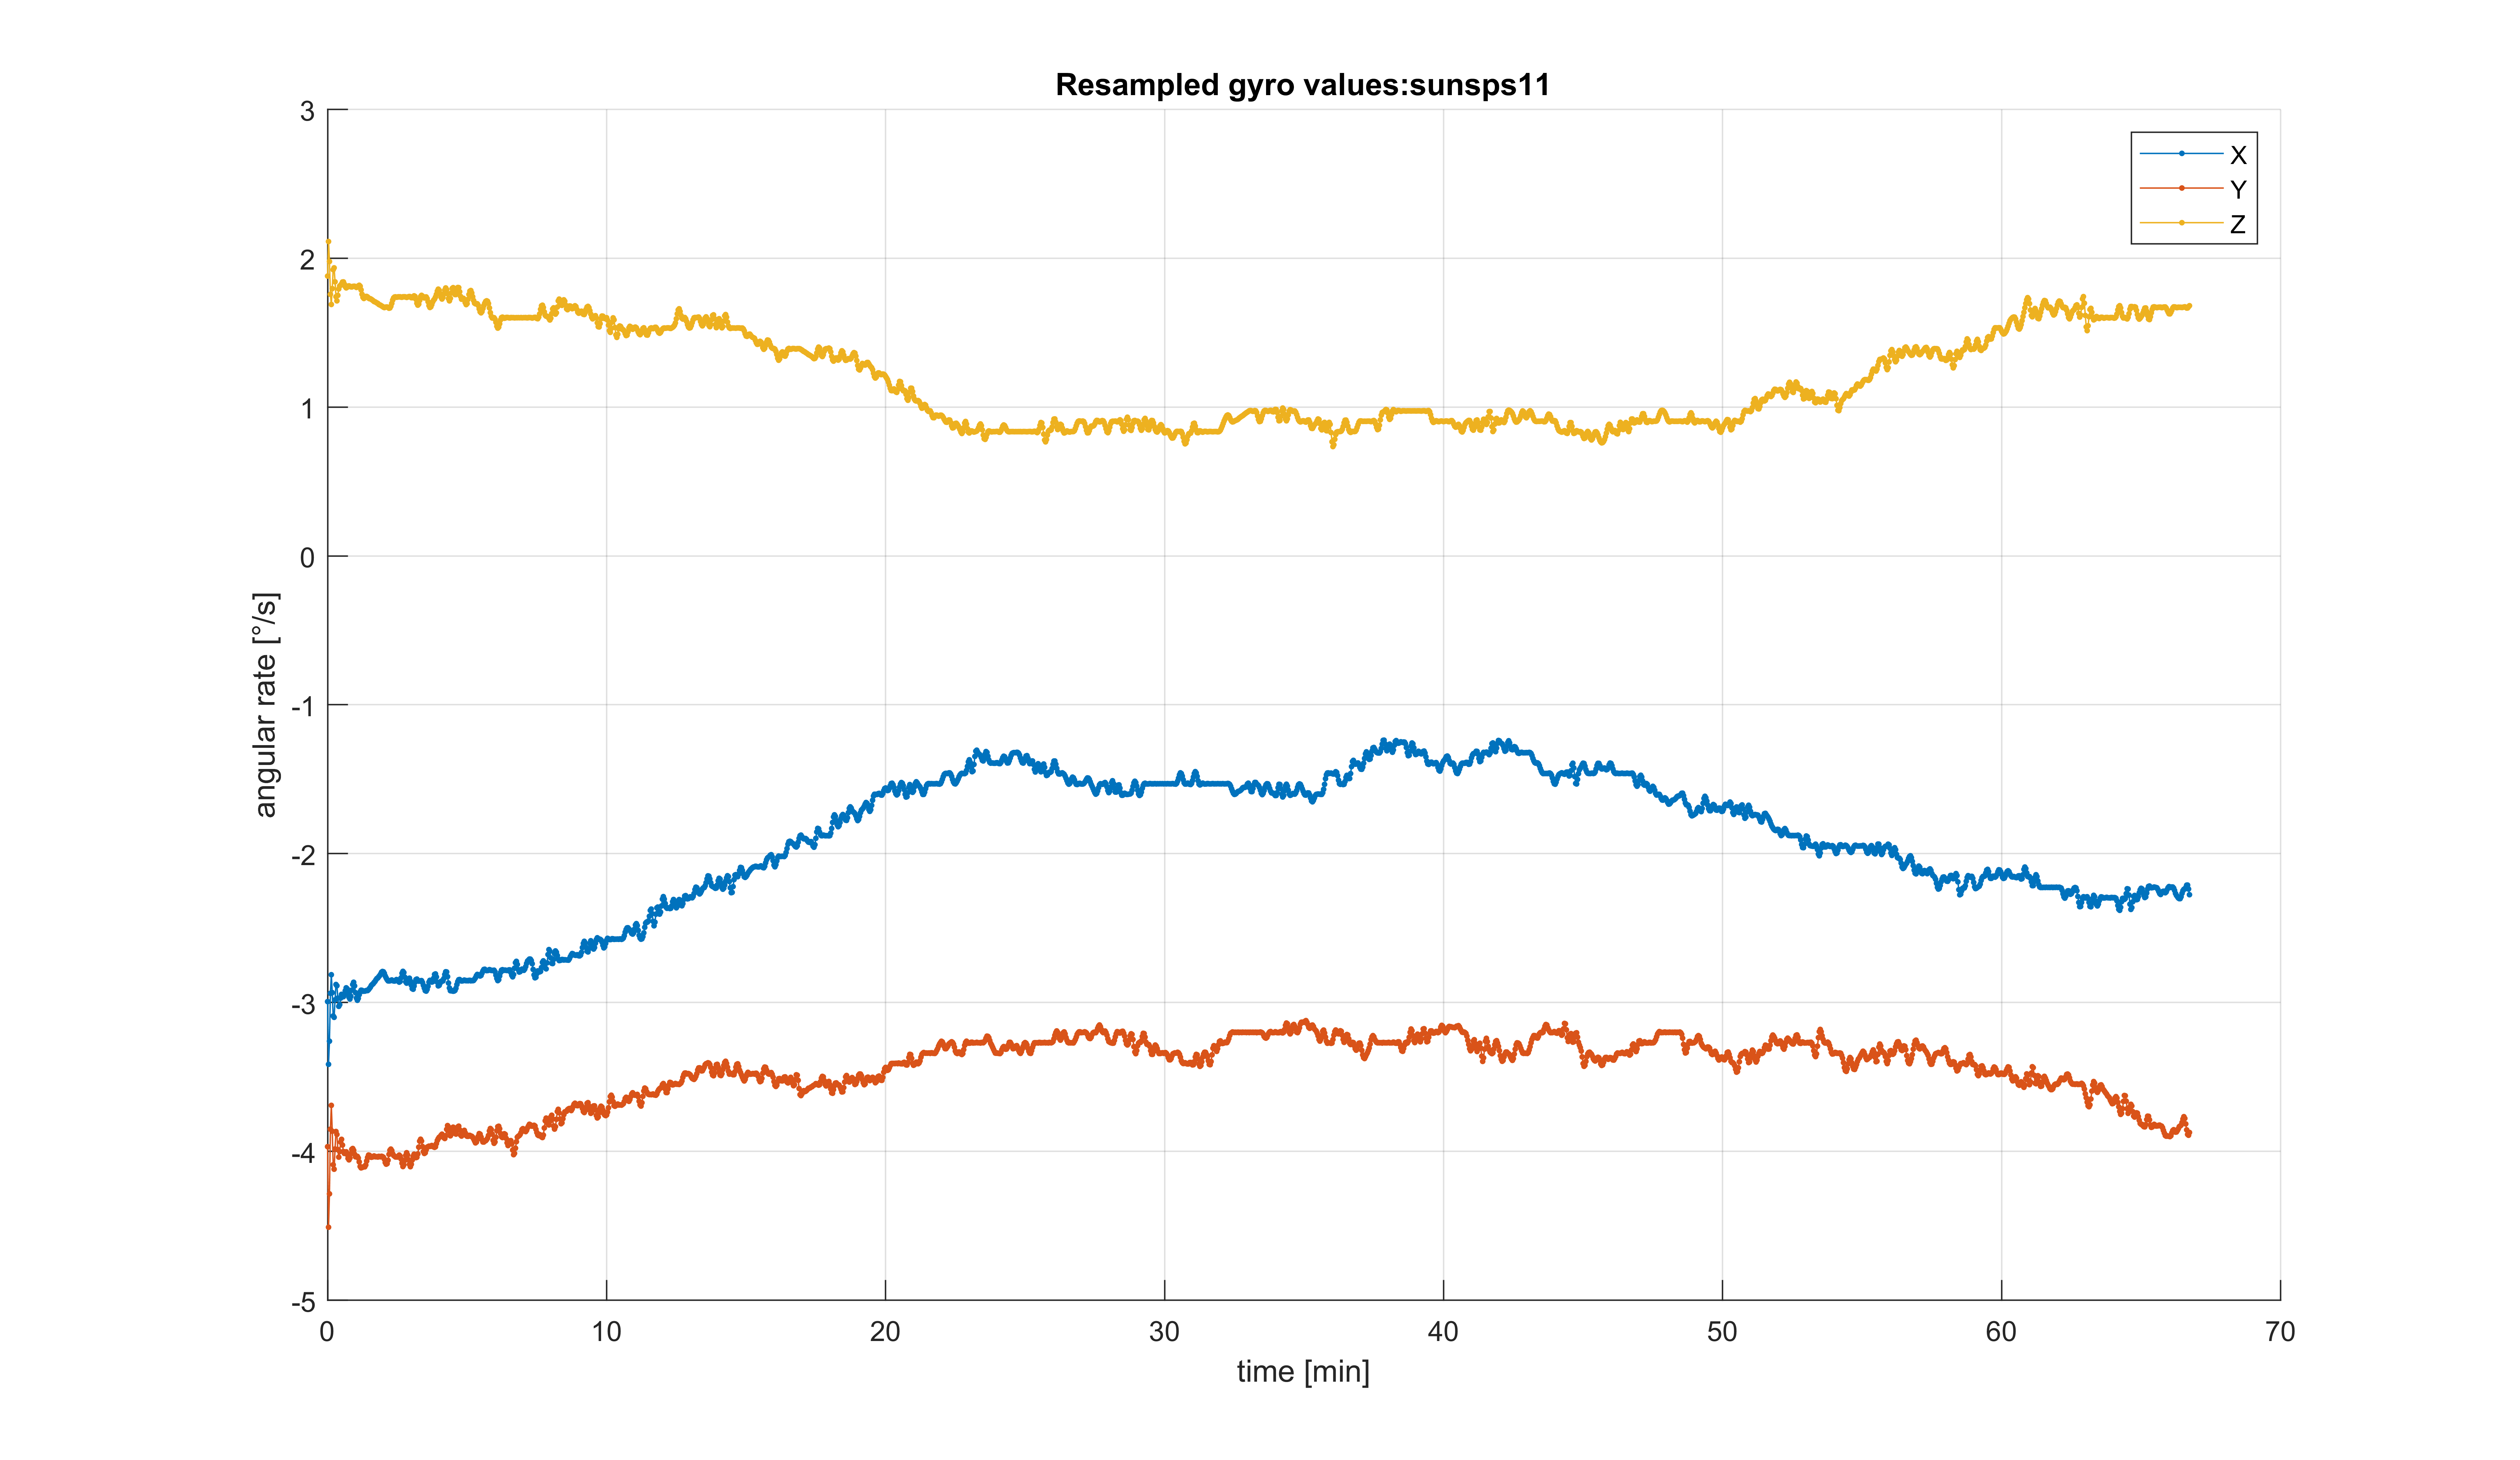 Resampled gyro values:sunsps11
X
Y
Z
3
2
1
0
-1
-2
-3
-4
-5
angular rate [°/s]
0 10 20 30 40 50 60 70
time [min]